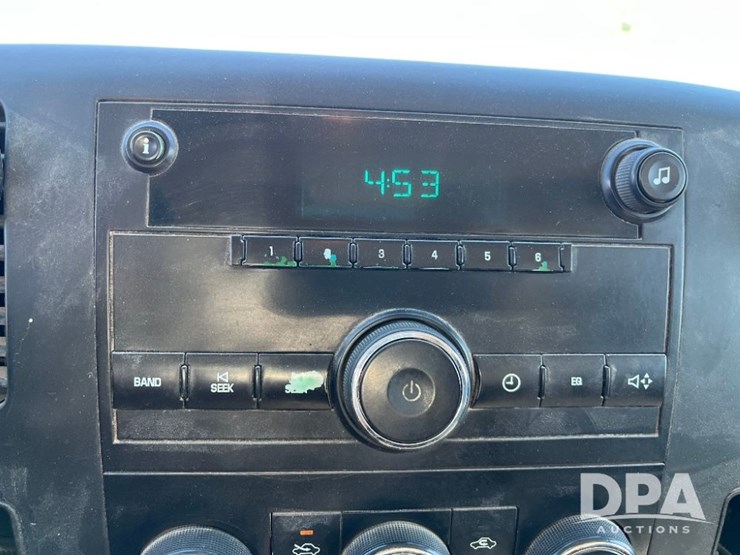 4:53
1 3 4 5 6
BAND SEEK EQ
DPA
AUCTIONS